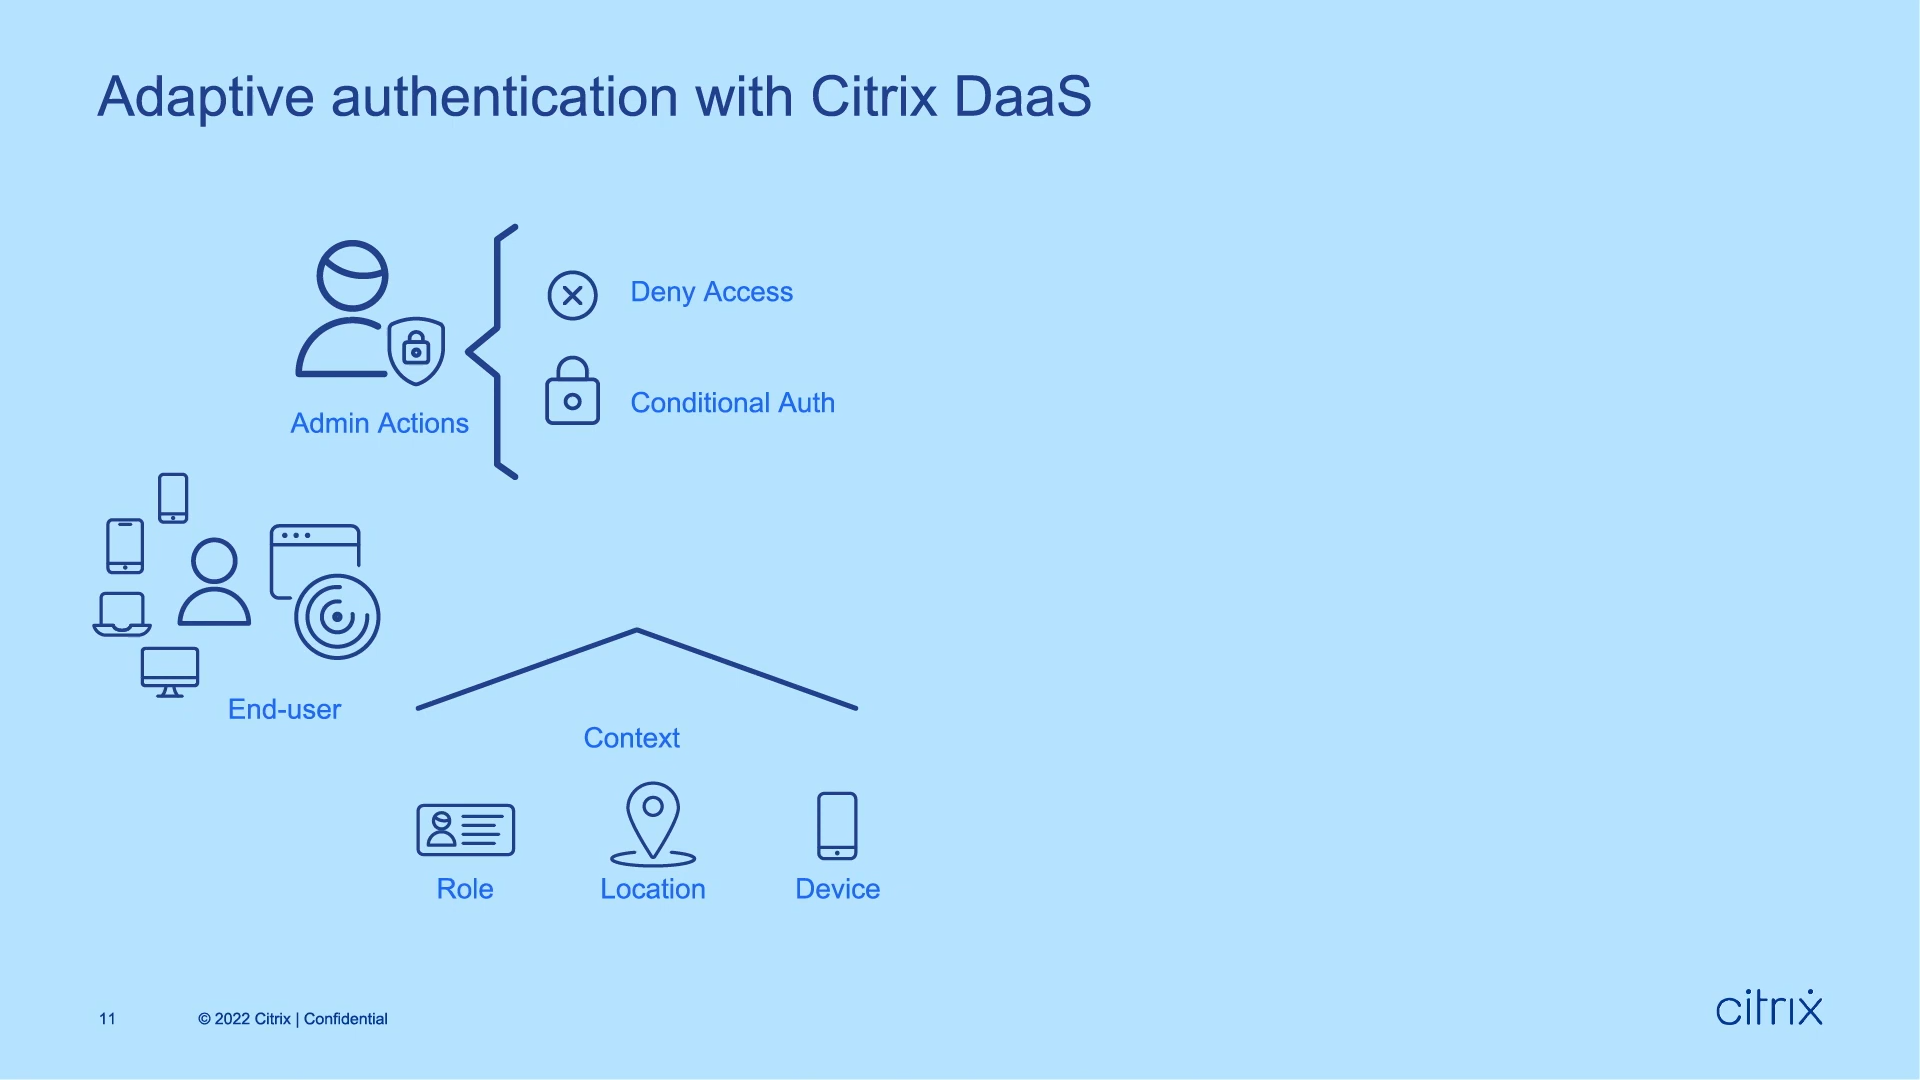 Adaptive authentication with Citrix DaaS
Deny Access
Conditional Auth
Admin Actions
End-user
Context
Role
Location
Device
11
© 2022 Citrix | Confidential
citrix